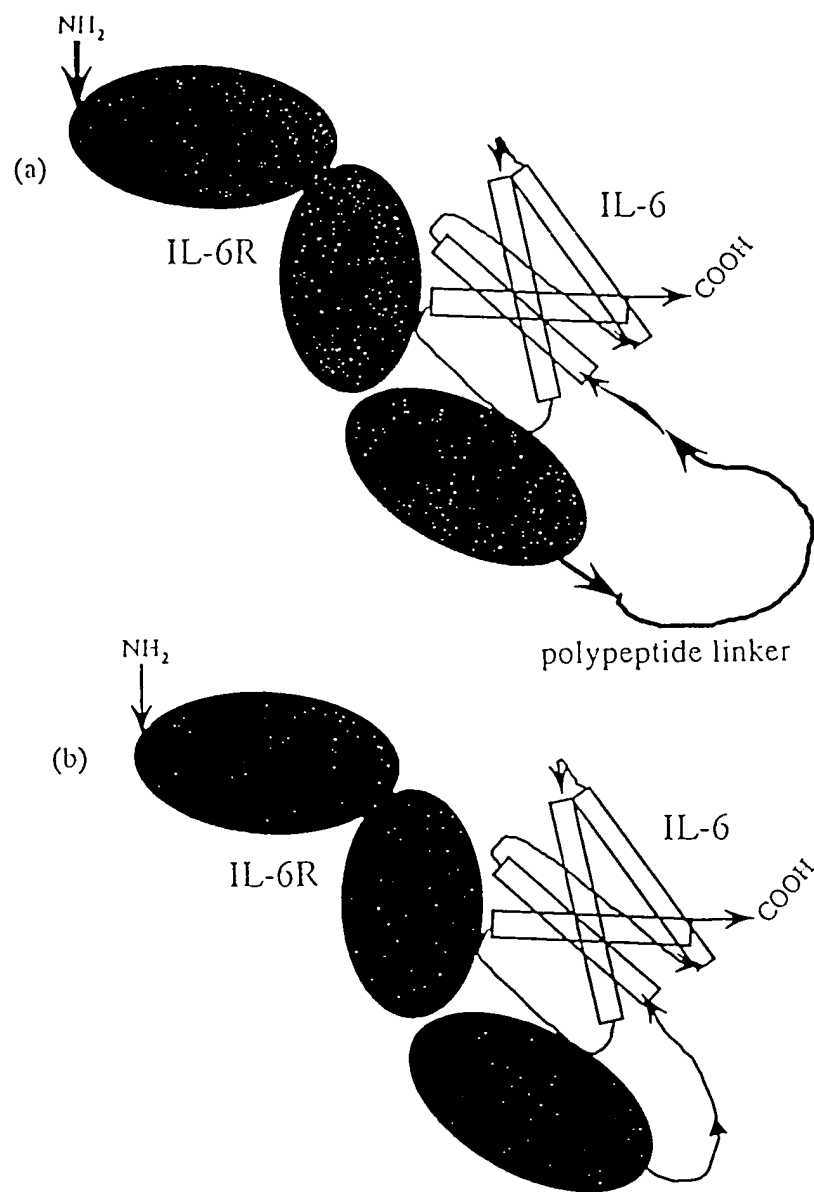 NH₂
(a)
IL-6R
IL-6
COOH
polypeptide linker
NH₂
(b)
IL-6R
IL-6
COOH